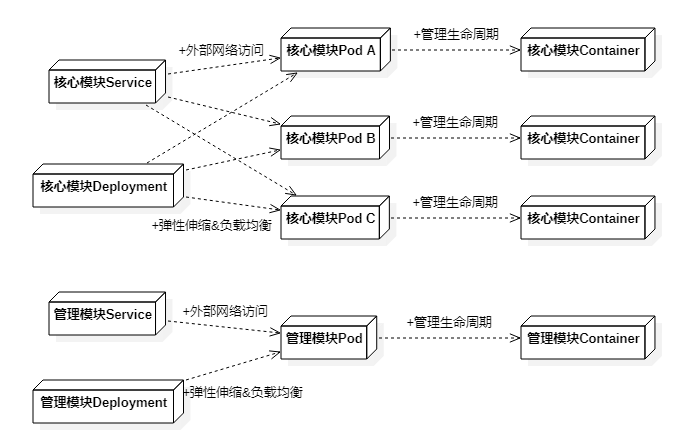 +外部网络访问
核心模块Pod A
+管理生命周期
核心模块Container
核心模块Service
核心模块Pod B
+管理生命周期
核心模块Container
核心模块Deployment
核心模块Pod C
+管理生命周期
核心模块Container
+弹性伸缩&负载均衡
管理模块Service
+外部网络访问
管理模块Pod
+管理生命周期
管理模块Container
+弹性伸缩&负载均衡
管理模块Deployment